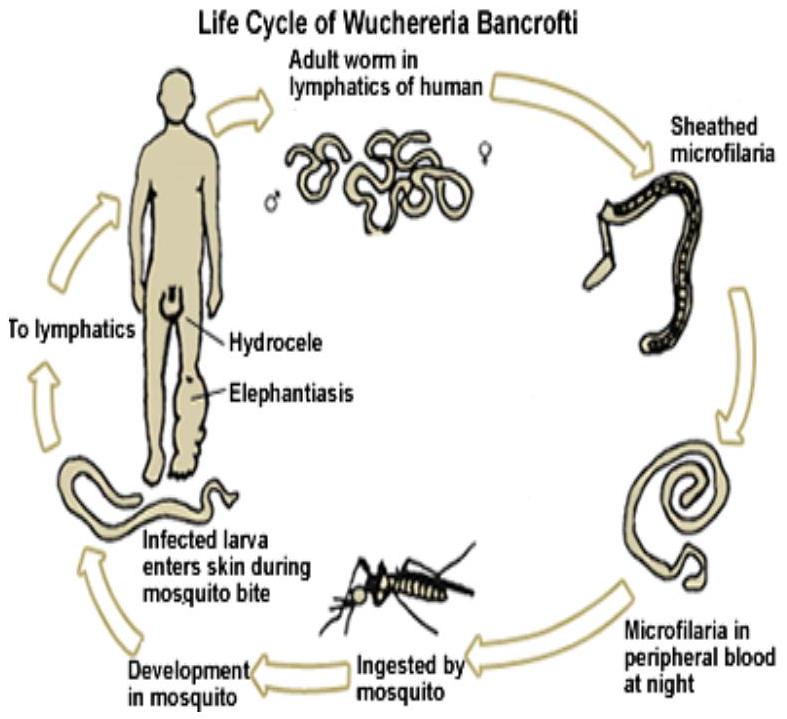 Life Cycle of Wuchereria Bancrofti
Adult worm in
lymphatics of human
♀
♂
Sheathed
microfilaria
To lymphatics
Hydrocele
Elephantiasis
Infected larva
enters skin during
mosquito bite
Microfilaria in
peripheral blood
at night
Ingested by
mosquito
Development
in mosquito